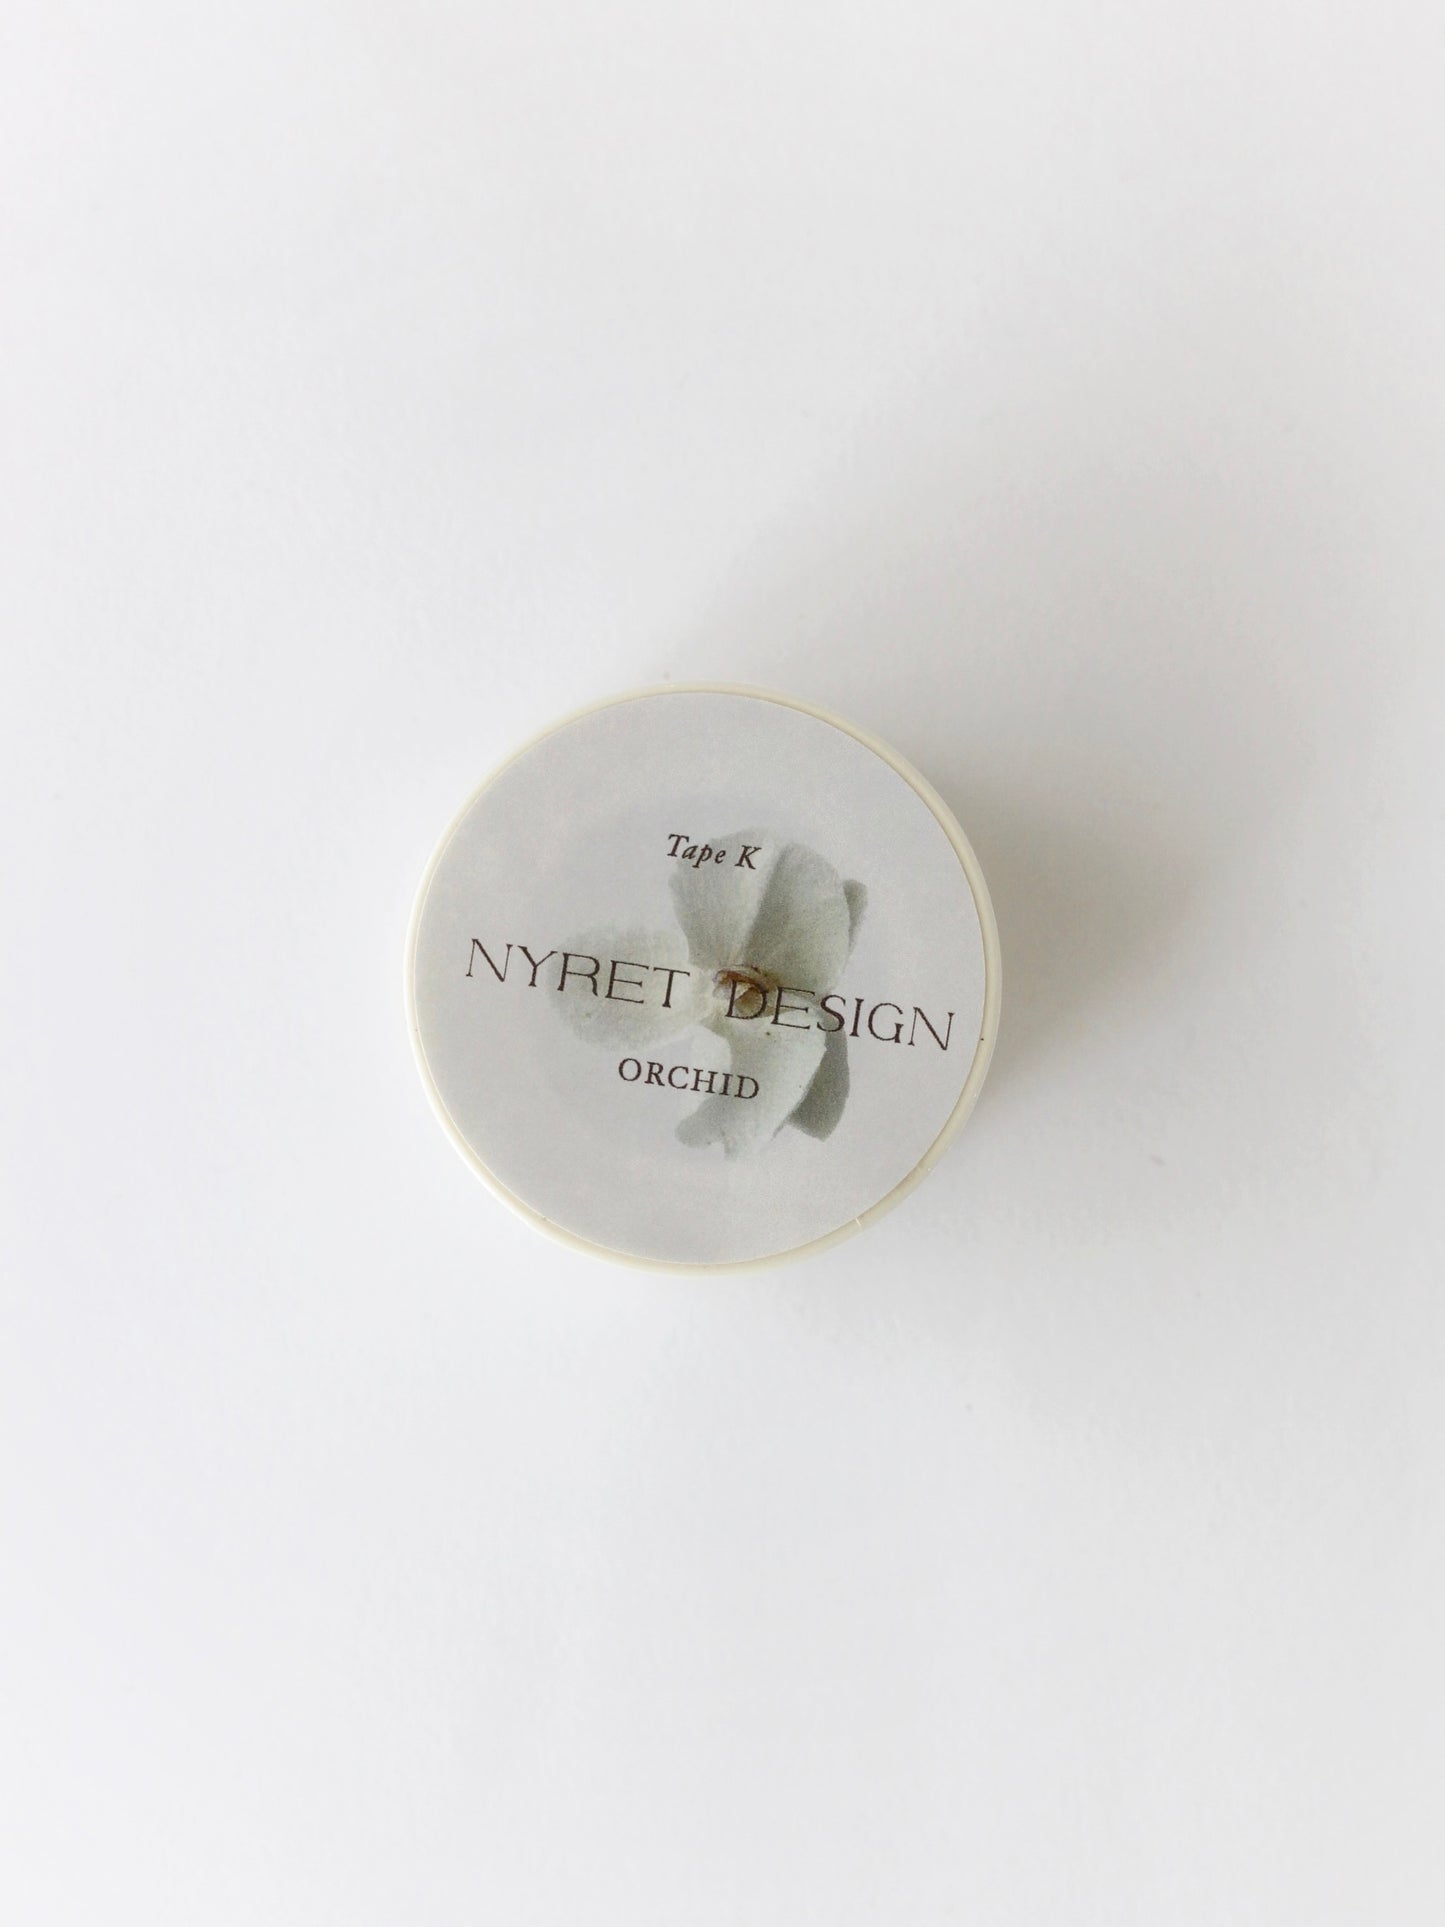 Tape K
NYRET DESIGN
ORCHID